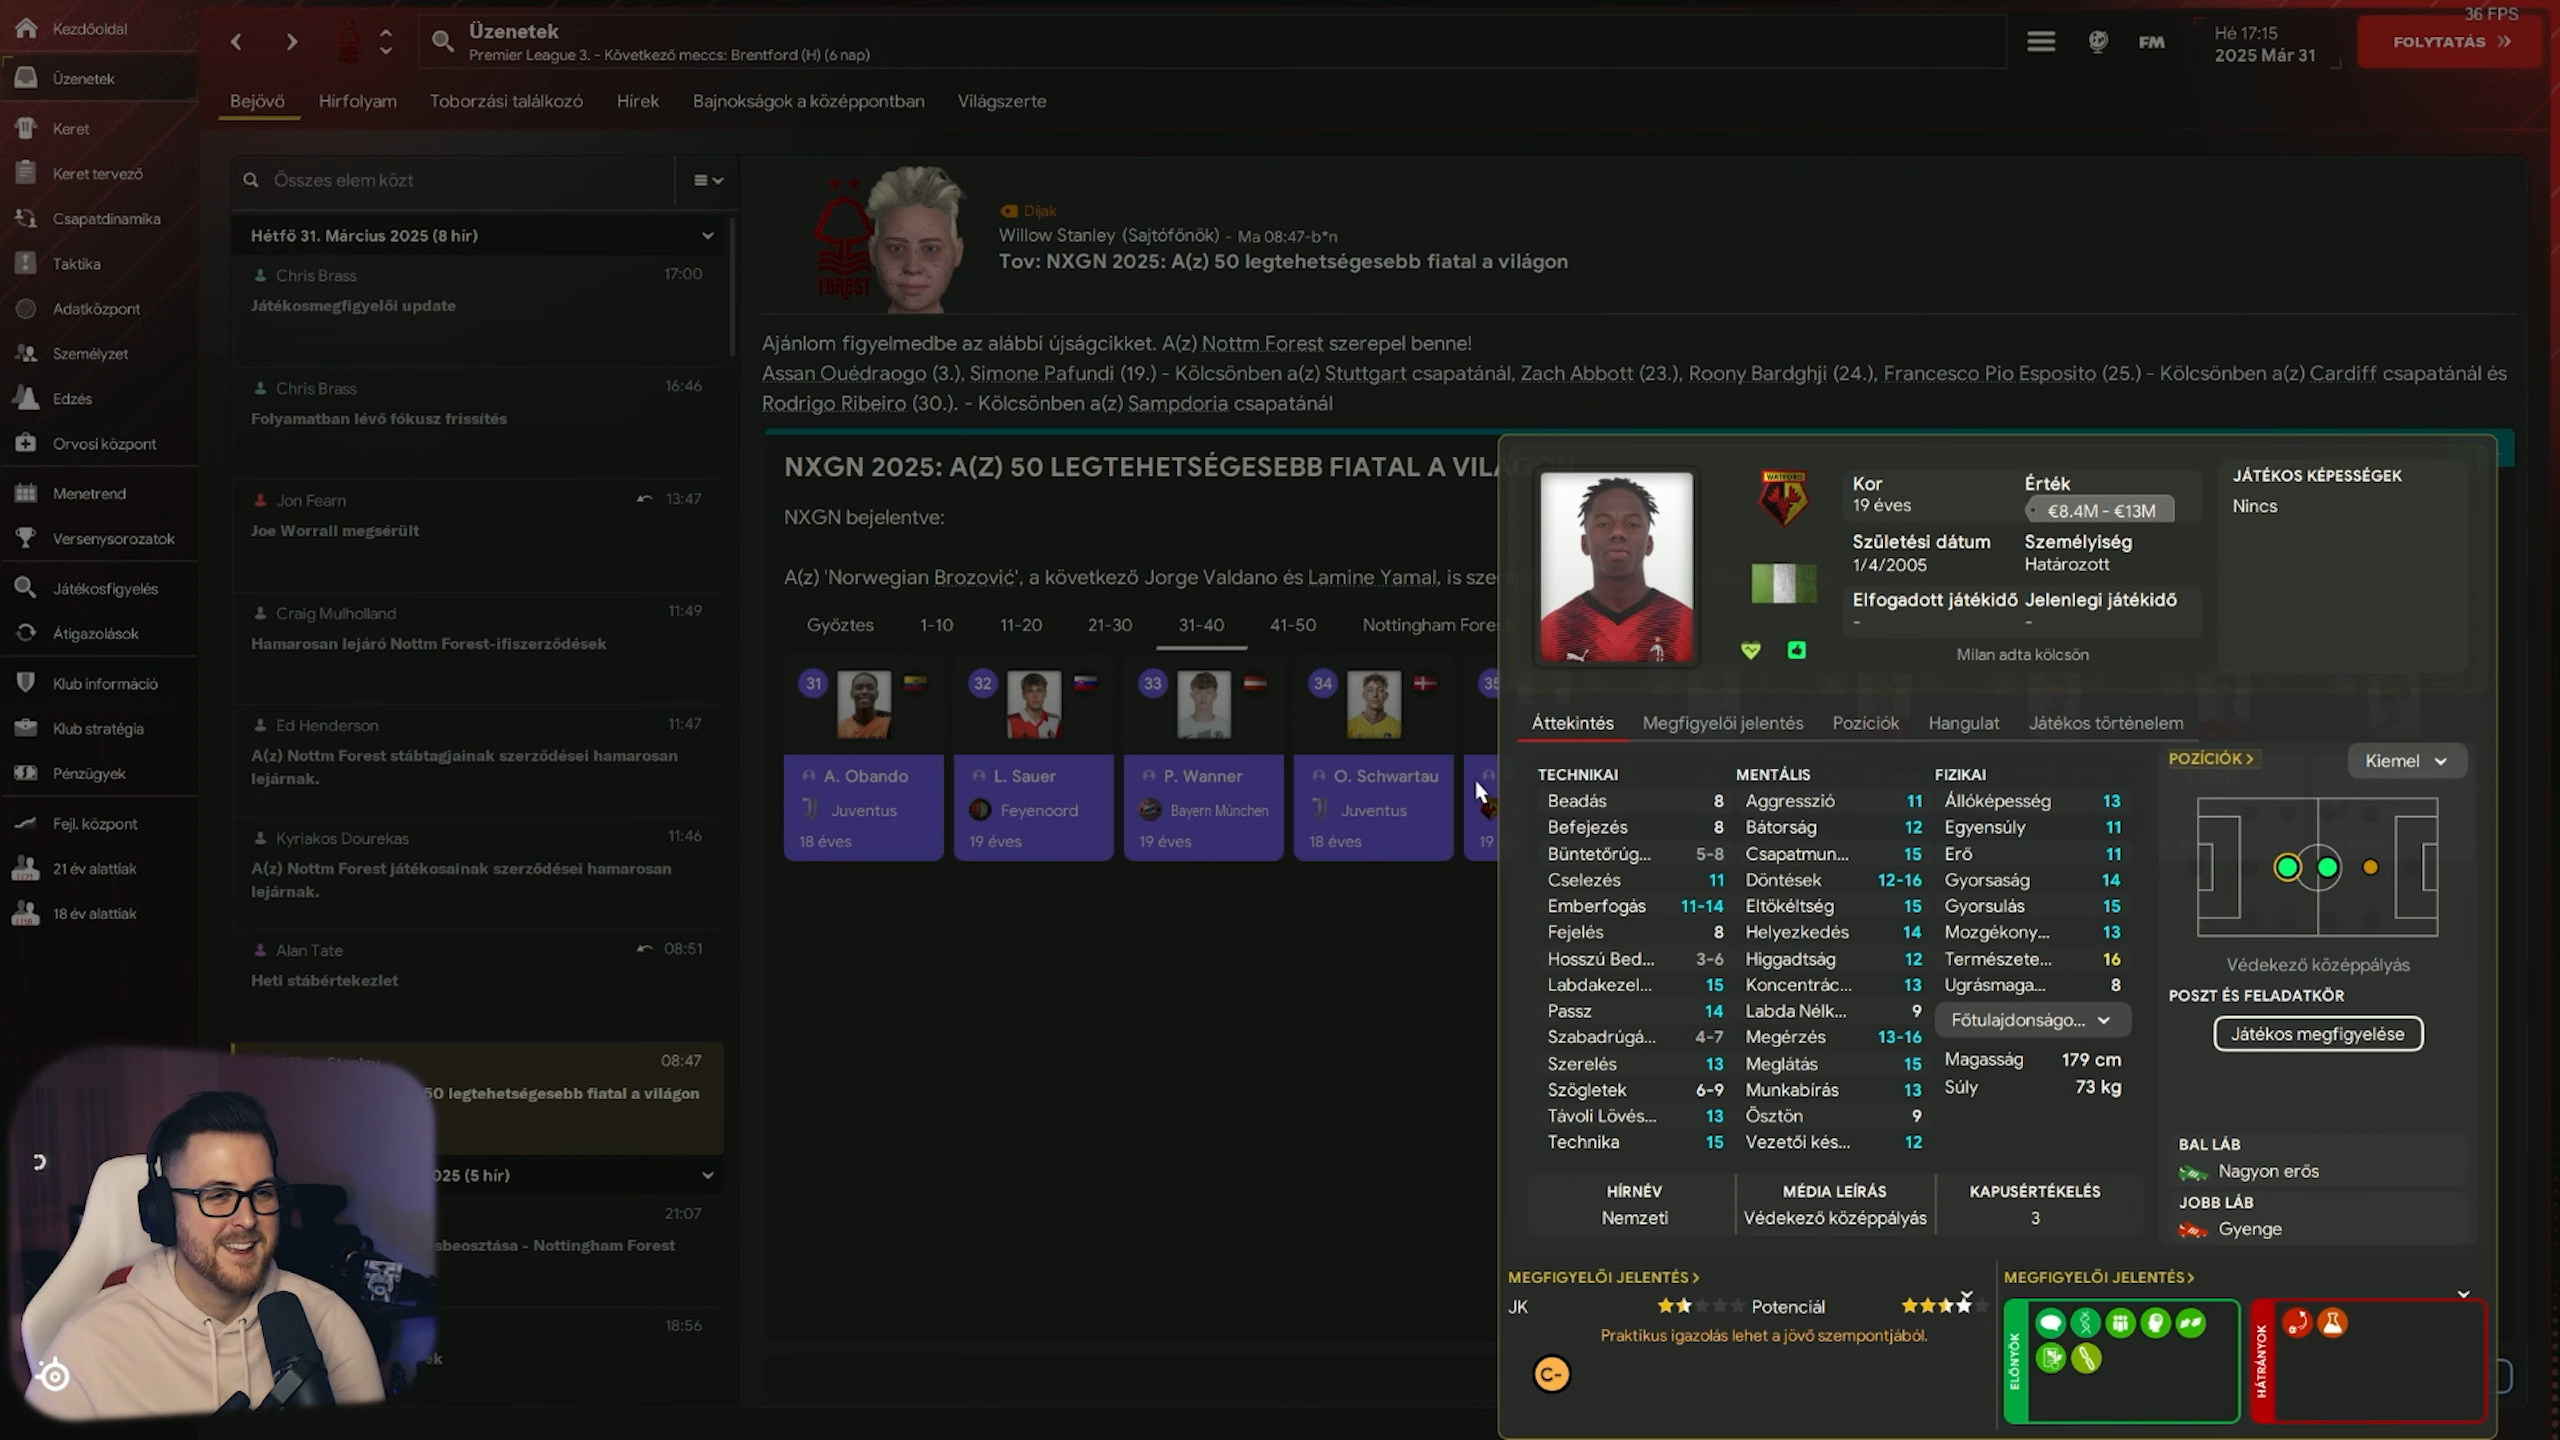 36 FPS
Kezdőoldal
Üzenetek
Keret
Keret tervező
Csapatdinamika
Taktika
Adatközpont
Személyzet
Edzés
Orvosi központ
Menetrend
Versenysorozatok
Játékosfigyelés
Átigazolások
Klub információ
Klub stratégia
Pénzügyek
Fejl. központ
21 év alattiak
18 év alattiak
Üzenetek
Premier League 3. - Következő meccs: Brentford (H) (6 nap)
FM
Hé 17:15
2025 Már 31
FOLYTATÁS
Bejövő Hírfolyam Toborzási találkozó Hírek Bajnokságok a középpontban Világszerte
Összes elem közt
Hétfő 31. Március 2025 (8 hír)
Chris Brass 17:00
Játékosmegfigyelői update
Chris Brass 16:46
Folyamatban lévő fókusz frissítés
Jon Fearn 13:47
Joe Worrall megsérült
Craig Mulholland 11:49
Hamarosan lejáró Nottm Forest-ifiszerződések
Ed Henderson 11:47
A(z) Nottm Forest stábtagjainak szerződései hamarosan
lejárnak.
Kyriakos Dourekas 11:46
A(z) Nottm Forest játékosainak szerződései hamarosan
lejárnak.
Alan Tate 08:51
Heti stábértekezlet
Stanley 08:47
50 legtehetségesebb fiatal a világon
025 (5 hír)
21:07
sbeosztása - Nottingham Forest
18:56
ek
FOREST
Díjak
Willow Stanley (Sajtófőnök) - Ma 08:47-b*n
Tov: NXGN 2025: A(z) 50 legtehetségesebb fiatal a világon
Ajánlom figyelmedbe az alábbi újságcikket. A(z) Nottm Forest szerepel benne!
Assan Ouédraogo (3.), Simone Pafundi (19.) - Kölcsönben a(z) Stuttgart csapatánál, Zach Abbott (23.), Roony Bardghji (24.), Francesco Pio Esposito (25.) - Kölcsönben a(z) Cardiff csapatánál és
Rodrigo Ribeiro (30.). - Kölcsönben a(z) Sampdoria csapatánál
NXGN 2025: A(Z) 50 LEGTEHETSÉGESEBB FIATAL A VILÁGON
NXGN bejelentve:
A(z) 'Norwegian Brozović', a következő Jorge Valdano és Lamine Yamal, is szer
Győztes 1-10 11-20 21-30 31-40 41-50 Nottingham Fores
31 32 33 34 35
A. Obando L. Sauer P. Wanner O. Schwartau
Juventus Feyenoord Bayern München Juventus
18 éves 19 éves 19 éves 18 éves 19
WATFORD
Kor
19 éves
Érték
€8.4M - €13M
Születési dátum
1/4/2005
Személyiség
Határozott
Elfogadott játékidő
-
Jelenlegi játékidő
-
Milan adta kölcsön
JÁTÉKOS KÉPESSÉGEK
Nincs
Áttekintés Megfigyelői jelentés Pozíciók Hangulat Játékos történelem
TECHNIKAI
Beadás 8
Befejezés 8
Büntetőrúg... 5-8
Cselezés 11
Emberfogás 11-14
Fejelés 8
Hosszú Bed... 3-6
Labdakezel... 15
Passz 14
Szabadrúgá... 4-7
Szerelés 13
Szögletek 6-9
Távoli Lövés... 13
Technika 15
MENTÁLIS
Aggresszió 11
Bátorság 12
Csapatmun... 15
Döntések 12-16
Eltökéltség 15
Helyezkedés 14
Higgadtság 12
Koncentrác... 13
Labda Nélk... 9
Megérzés 13-16
Meglátás 15
Munkabírás 13
Ösztön 9
Vezetői kés... 12
FIZIKAI
Állóképesség 13
Egyensúly 11
Erő 11
Gyorsaság 14
Gyorsulás 15
Mozgékony... 13
Természete... 16
Ugrásmaga... 8
Főtulajdonságo...
Magasság 179 cm
Súly 73 kg
POZÍCIÓK >
Kiemel
Védekező középpályás
POSZT ÉS FELADATKÖR
Játékos megfigyelése
BAL LÁB
Nagyon erős
JOBB LÁB
Gyenge
HÍRNÉV
Nemzeti
MÉDIA LEÍRÁS
Védekező középpályás
KAPUSÉRTÉKELÉS
3
MEGFIGYELŐI JELENTÉS >
JK Potenciál
Praktikus igazolás lehet a jövő szempontjából.
C-
MEGFIGYELŐI JELENTÉS >
ELŐNYÖK
HÁTRÁNYOK